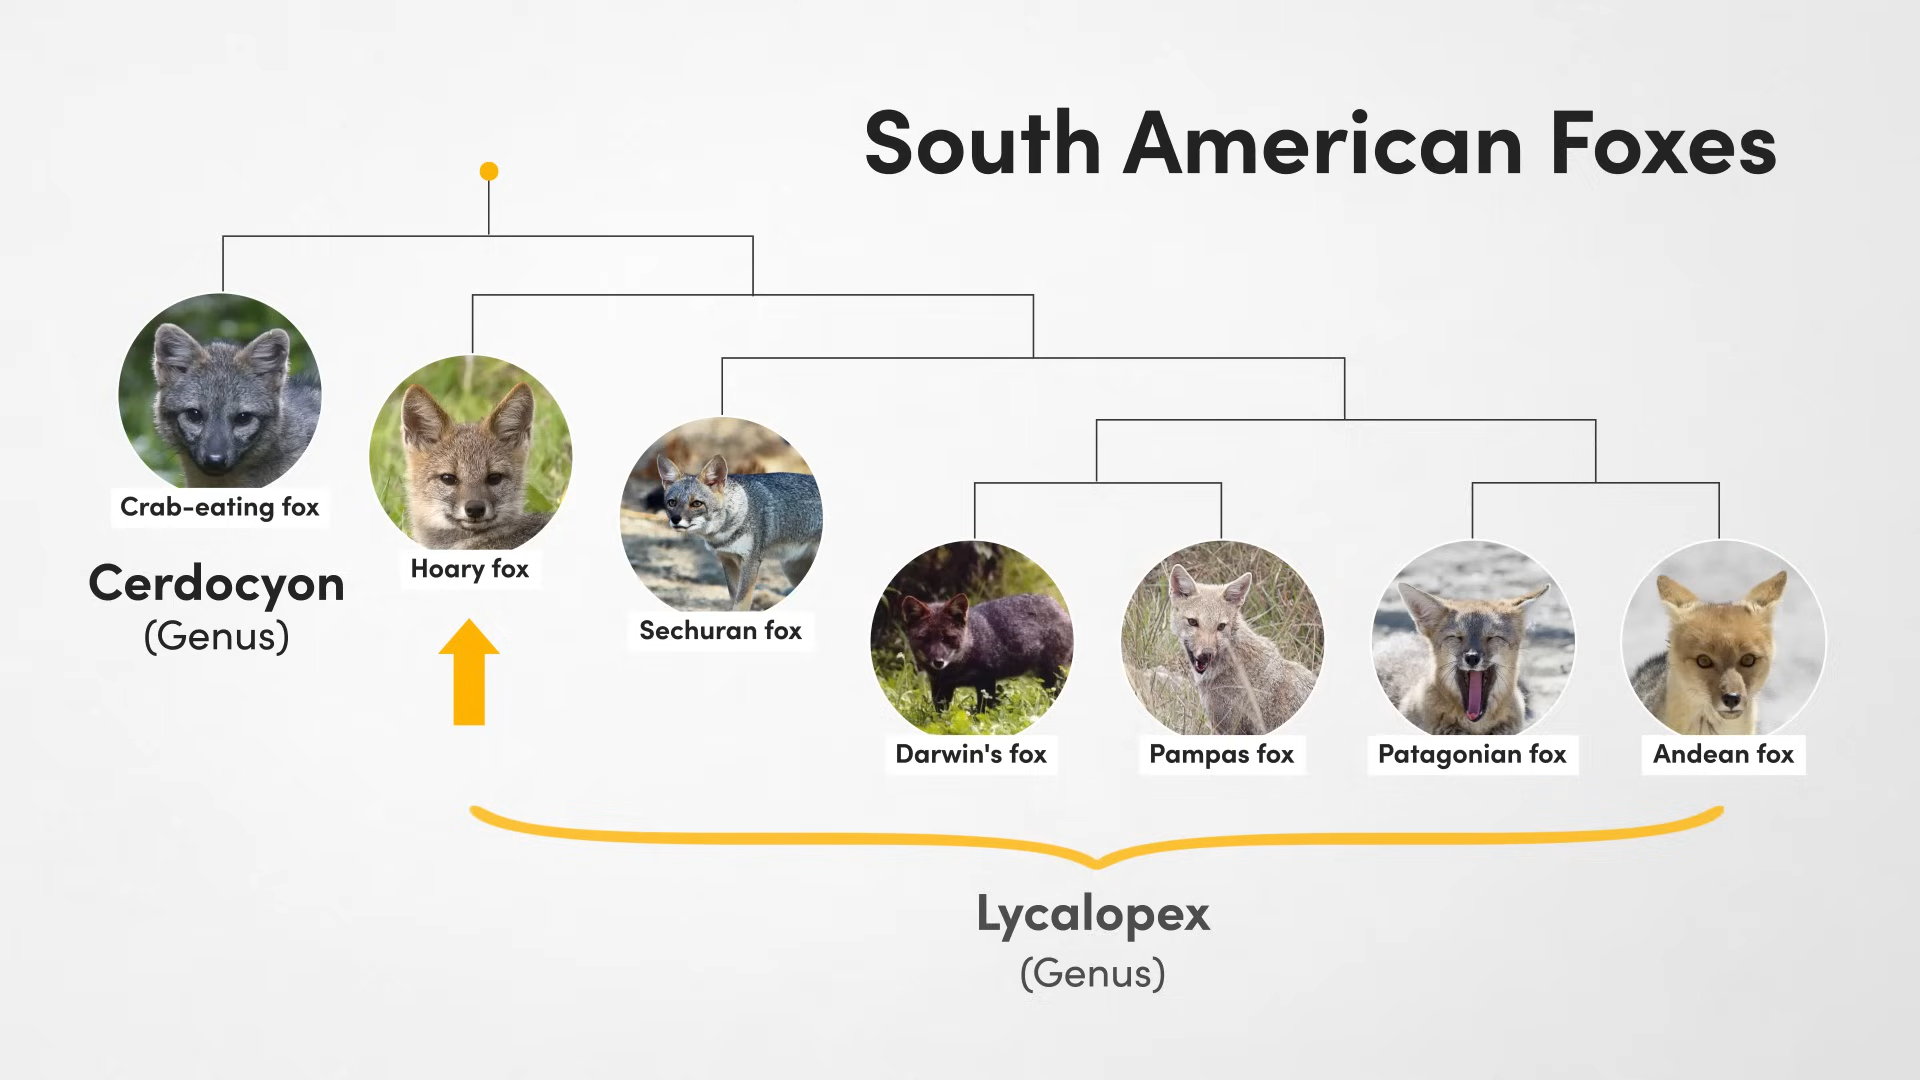 South American Foxes
Crab-eating fox
Cerdocyon
(Genus)
Hoary fox
Sechuran fox
Darwin's fox
Pampas fox
Patagonian fox
Andean fox
Lycalopex
(Genus)